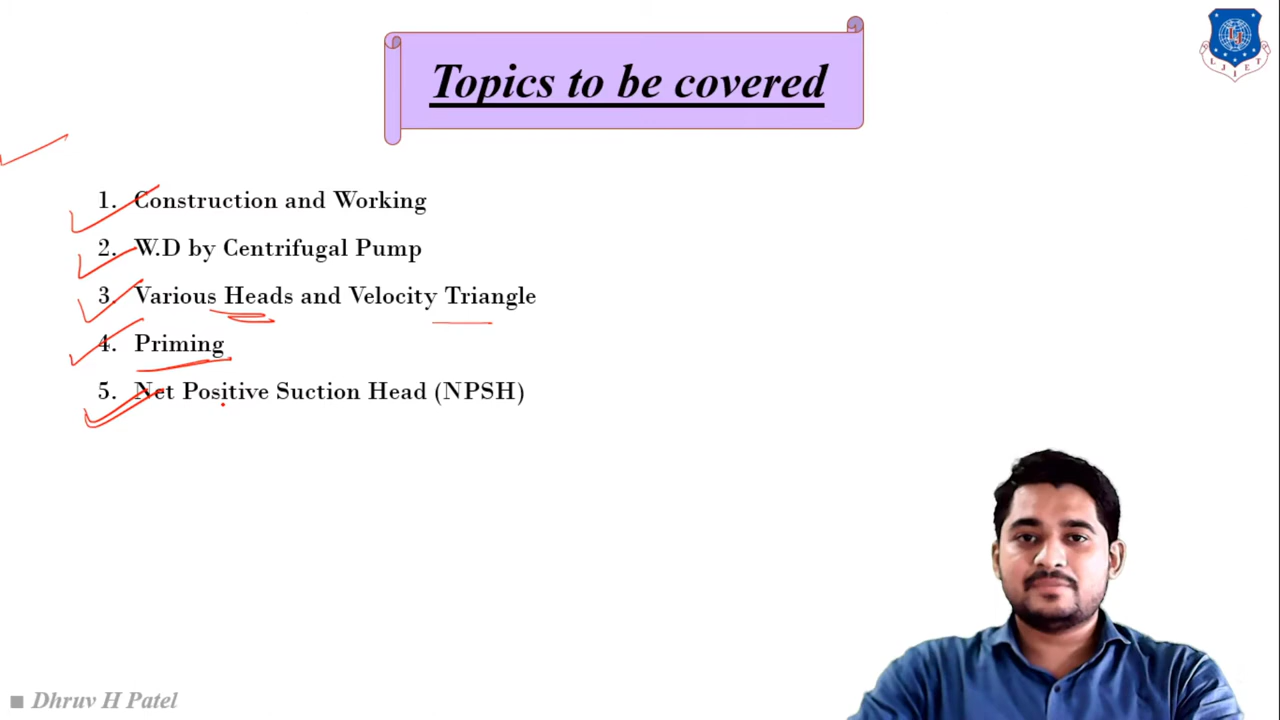 Topics to be covered
LJIET
1. Construction and Working
2. W.D by Centrifugal Pump
3. Various Heads and Velocity Triangle
4. Priming
5. Net Positive Suction Head (NPSH)
Dhruv H Patel